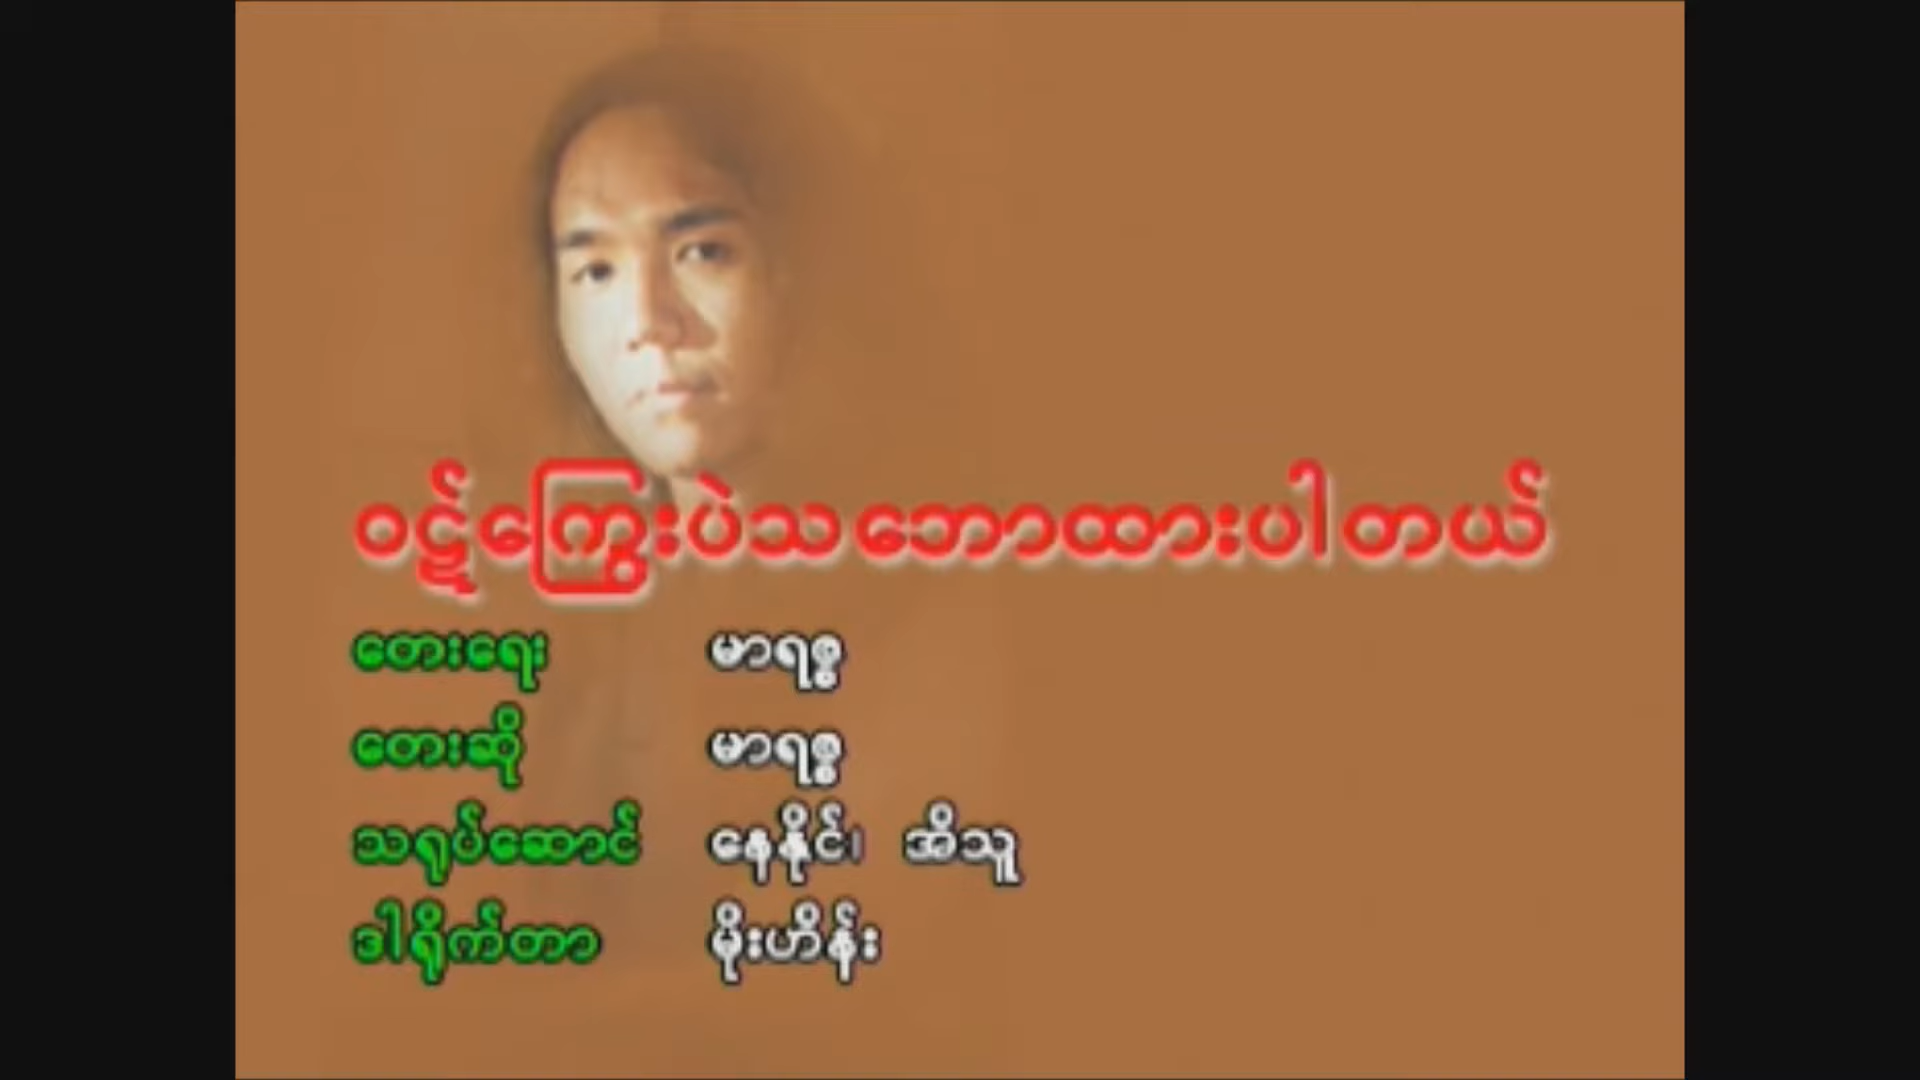 ဝဋ်ကြွေးပဲသဘောထားပါတယ်
တေးရေး မာရဇ္ဇ
တေးဆို မာရဇ္ဇ
သရုပ်ဆောင် နေနိုင်၊ အိသူ
ဒါရိုက်တာ မိုးဟိန်း